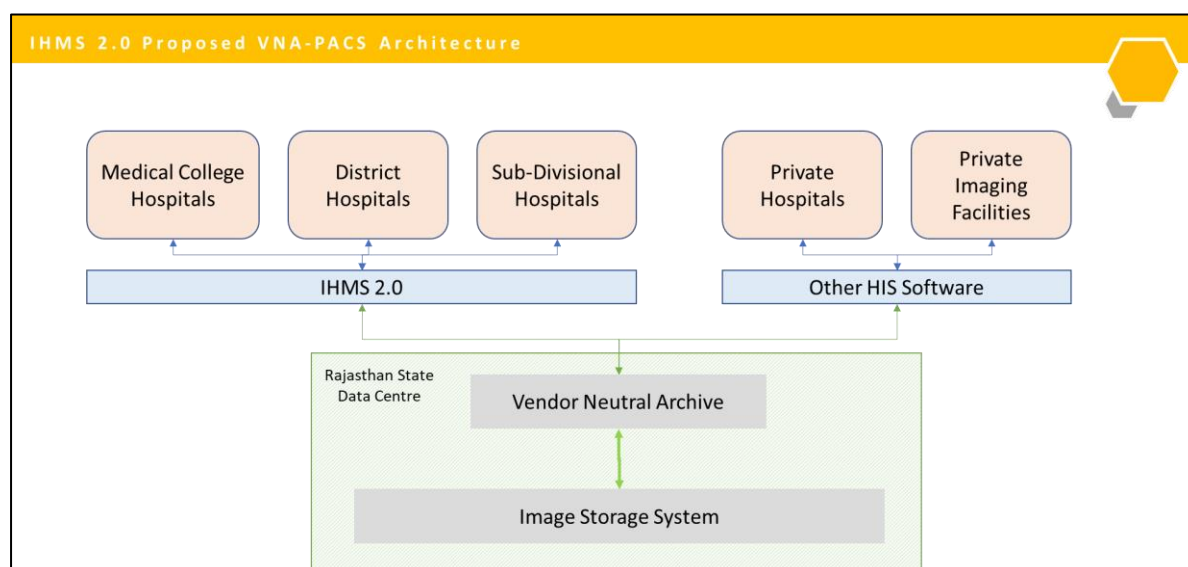 IHMS 2.0 Proposed VNA-PACS Architecture
Medical College
Hospitals
District
Hospitals
Sub-Divisional
Hospitals
Private
Hospitals
Private
Imaging
Facilities
IHMS 2.0
Other HIS Software
Rajasthan State
Data Centre
Vendor Neutral Archive
Image Storage System